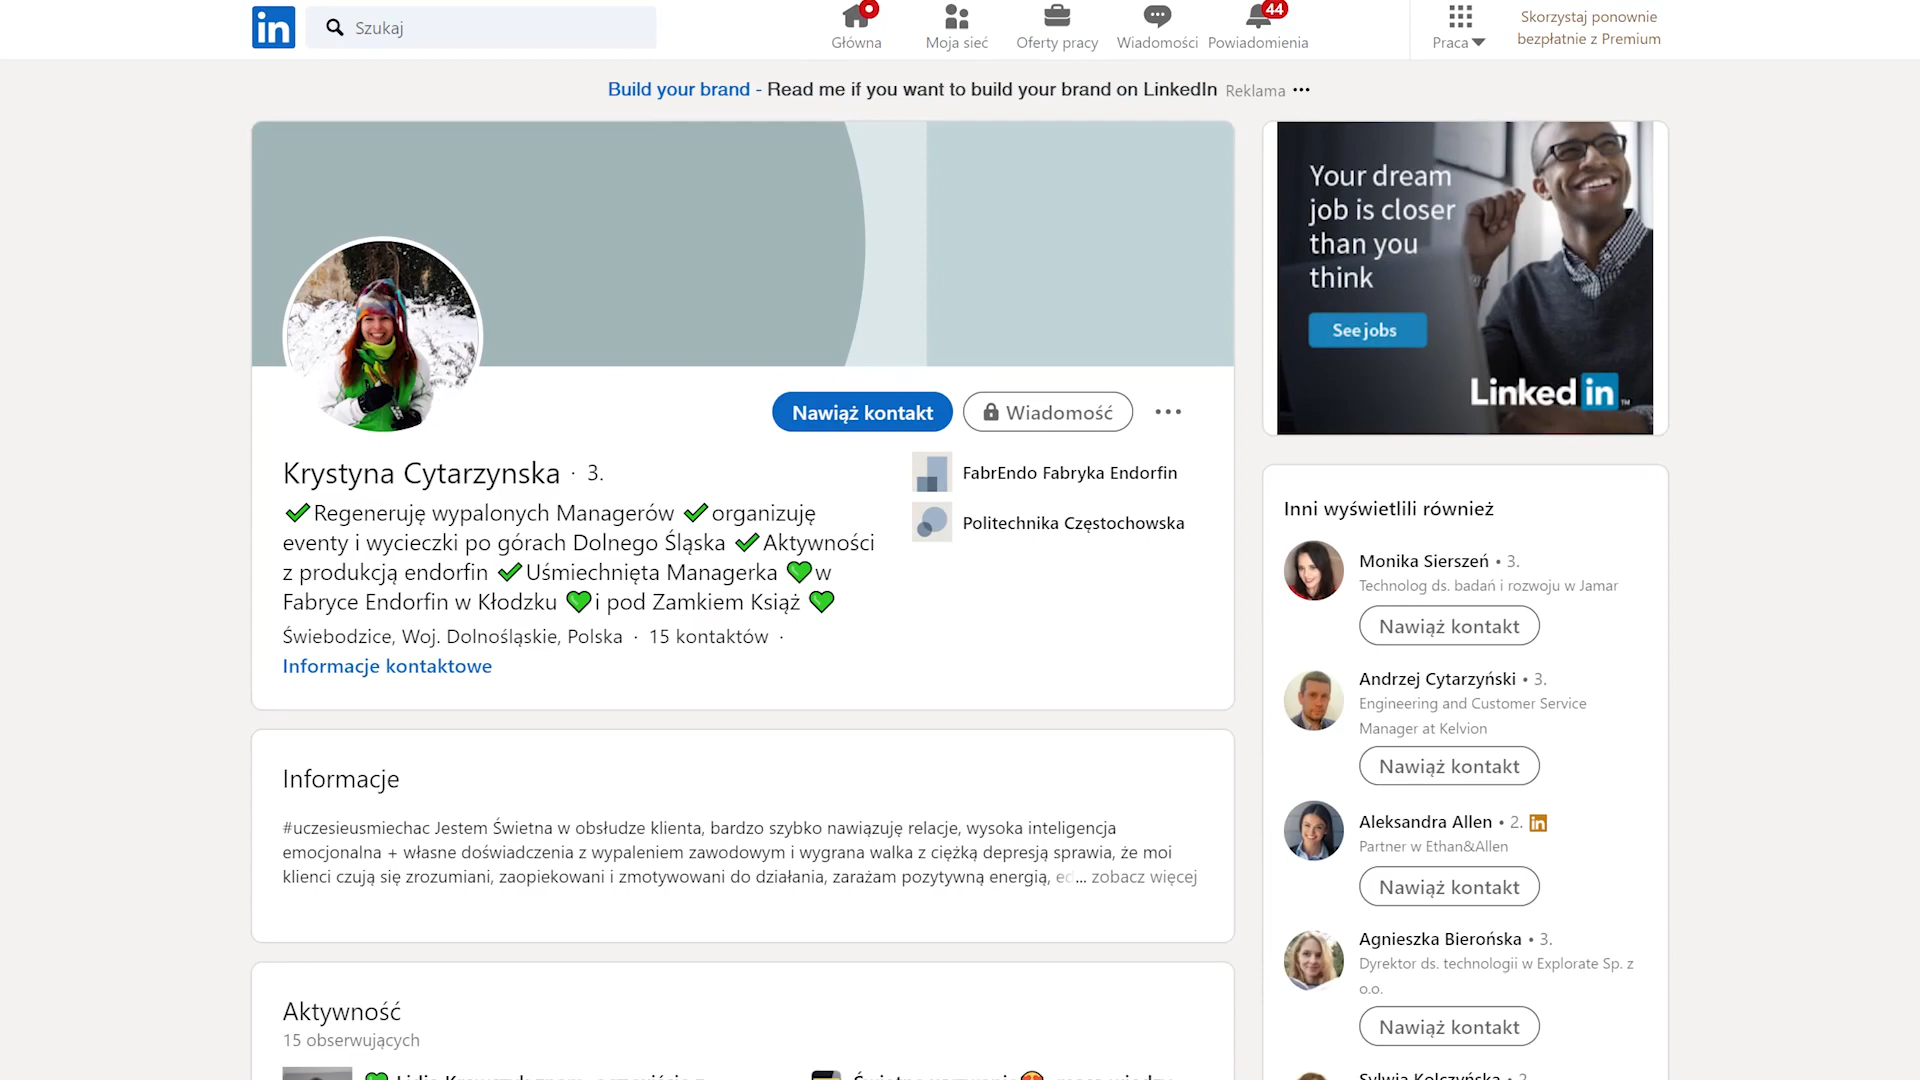 in Szukaj
Główna Moja sieć Oferty pracy Wiadomości Powiadomienia 44 Praca Skorzystaj ponownie
bezpłatnie z Premium
Build your brand - Read me if you want to build your brand on LinkedIn Reklama
Nawiąż kontakt Wiadomość
Krystyna Cytarzynska · 3.
Regeneruję wypalonych Managerów organizuję
eventy i wycieczki po górach Dolnego Śląska Aktywności
z produkcją endorfin Uśmiechnięta Managerka w
Fabryce Endorfin w Kłodzku i pod Zamkiem Książ
Świebodzice, Woj. Dolnośląskie, Polska · 15 kontaktów ·
Informacje kontaktowe
FabrEndo Fabryka Endorfin
Politechnika Częstochowska
Informacje
#uczesieusmiechac Jestem Świetna w obsłudze klienta, bardzo szybko nawiązuję relacje, wysoka inteligencja
emocjonalna + własne doświadczenia z wypaleniem zawodowym i wygrana walka z ciężką depresją sprawia, że moi
klienci czują się zrozumiani, zaopiekowani i zmotywowani do działania, zarażam pozytywną energią, ed... zobacz więcej
Aktywność
15 obserwujących
Your dream
job is closer
than you
think
See jobs
Linked in
Inni wyświetlili również
Monika Sierszeń • 3.
Technolog ds. badań i rozwoju w Jamar
Nawiąż kontakt
Andrzej Cytarzyński • 3.
Engineering and Customer Service
Manager at Kelvion
Nawiąż kontakt
Aleksandra Allen • 2. in
Partner w Ethan&Allen
Nawiąż kontakt
Agnieszka Bierońska • 3.
Dyrektor ds. technologii w Explorate Sp. z
o.o.
Nawiąż kontakt